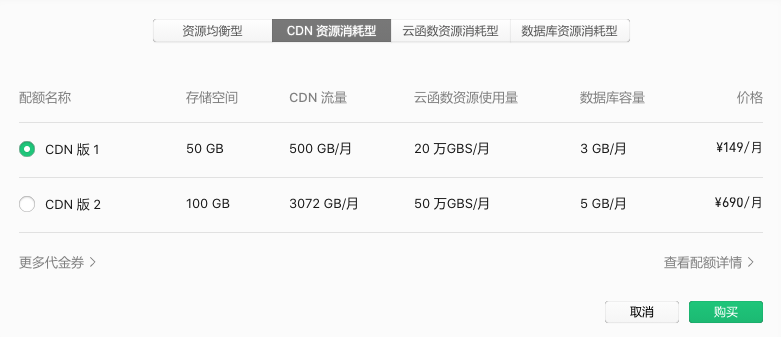 资源均衡型 CDN 资源消耗型 云函数资源消耗型 数据库资源消耗型
配额名称 存储空间 CDN 流量 云函数资源使用量 数据库容量 价格
CDN 版 1 50 GB 500 GB/月 20 万GBS/月 3 GB/月 ¥149/月
CDN 版 2 100 GB 3072 GB/月 50 万GBS/月 5 GB/月 ¥690/月
更多代金券 查看配额详情
取消 购买